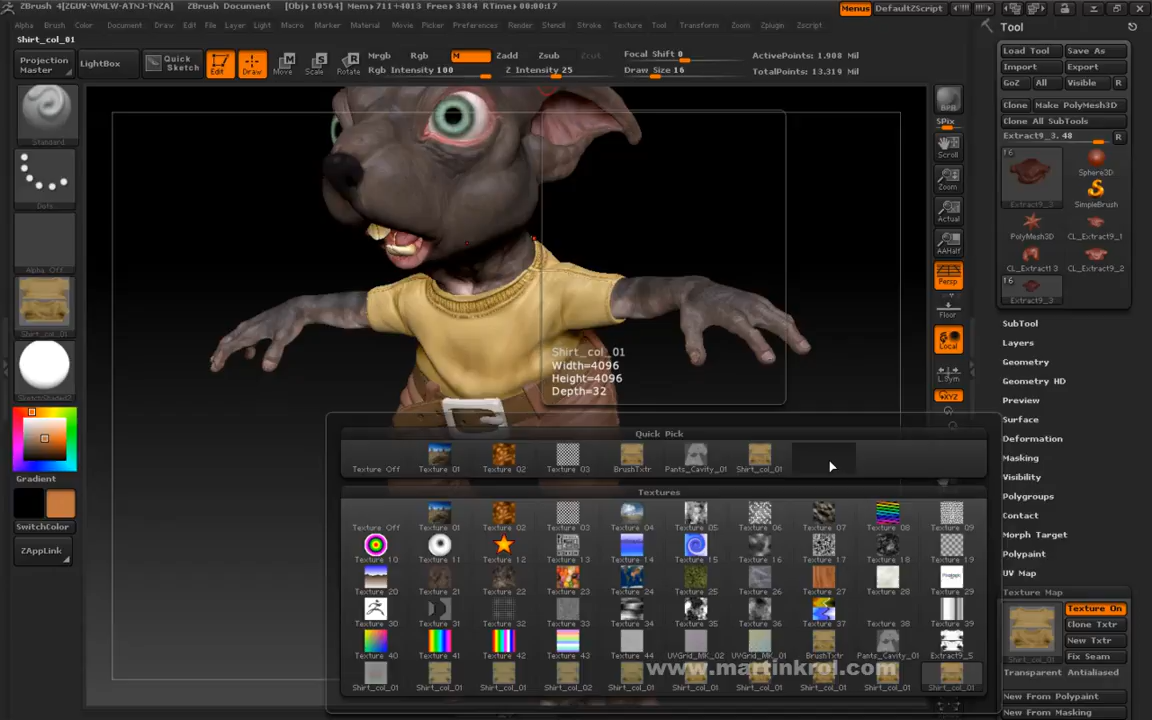 ZBrush 4[ZGUV-WMLW-ATNJ-TNZA] ZBrush Document [Obj]10564] Mem>711+4013 Free>3384 RTime>00:00:17 Menus DefaultZScript
Alpha Brush Color Document Draw Edit File Layer Light Macro Marker Material Movie Picker Preferences Render Stencil Stroke Texture Tool Transform Zoom Zplugin Zscript
Shirt_col_01
Projection Master
LightBox
Quick Sketch
Edit Draw Move Scale Rotate
Mrgb Rgb M Zadd Zsub Zcut
Rgb Intensity 100 Z Intensity 25
Focal Shift 0
Draw Size 16
ActivePoints: 1.908 Mil
TotalPoints: 13.319 Mil
Standard
Dots
Alpha Off
Shirt_col_01
Gradient
SwitchColor
ZAppLink
BPR
SPix
Scroll
Zoom
Actual
AAHalf
Persp
Floor
Local
L.Sym
XYZ
Shirt_col_01
Width=4096
Height=4096
Depth=32
Quick Pick
Texture Off Texture 01 Texture 02 Texture 03 BrushTxtr Pants_Cavity_01 Shirt_col_01
Textures
Texture Off Texture 01 Texture 02 Texture 03 Texture 04 Texture 05 Texture 06 Texture 07 Texture 08 Texture 09
Texture 10 Texture 11 Texture 12 Texture 13 Texture 14 Texture 15 Texture 16 Texture 17 Texture 18 Texture 19
Texture 20 Texture 21 Texture 22 Texture 23 Texture 24 Texture 25 Texture 26 Texture 27 Texture 28 Texture 29
Texture 30 Texture 31 Texture 32 Texture 33 Texture 34 Texture 35 Texture 36 Texture 37 Texture 38 Texture 39
Texture 40 Texture 41 Texture 42 Texture 43 Texture 44 UVGrid_MK_02 UVGrid_MK_01 BrushTxtr Pants_Cavity_01 Extract9_5
www.martinkrol.com
Shirt_col_01 Shirt_col_01 Shirt_col_01 Shirt_col_02 Shirt_col_01 Shirt_col_01 Shirt_col_01 Shirt_col_01 Shirt_col_01 Shirt_col_01
Tool
Load Tool Save As
Import Export
GoZ All Visible R
Clone Make PolyMesh3D
Clone All SubTools
Extract9_3. 48 R
16
Extract9_3
Sphere3D
SimpleBrush
PolyMesh3D CL_Extract9_1
CL_Extract13 CL_Extract9_2
16
Extract9_3
SubTool
Layers
Geometry
Geometry HD
Preview
Surface
Deformation
Masking
Visibility
Polygroups
Contact
Morph Target
Polypaint
UV Map
Texture Map
Texture On
Clone Txtr
New Txtr
Fix Seam
Shirt_col_01
Transparent Antialiased
New From Polypaint
New From Masking